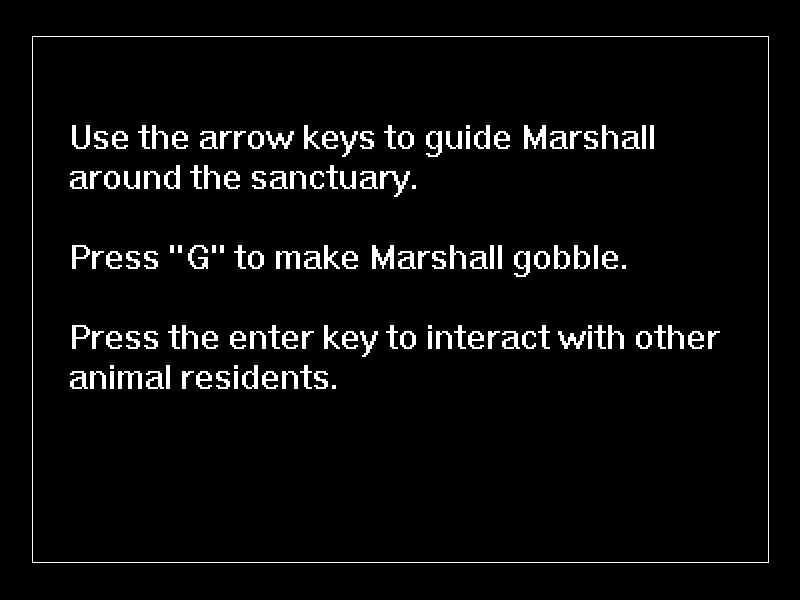 Use the arrow keys to guide Marshall
around the sanctuary.
Press "G" to make Marshall gobble.
Press the enter key to interact with other
animal residents.